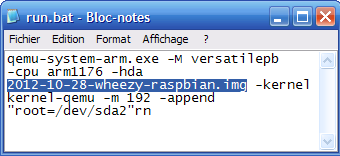 run.bat - Bloc-notes
Fichier Edition Format Affichage ?
qemu-system-arm.exe -M versatilepb
-cpu arm1176 -hda
2012-10-28-wheezy-raspbian.img -kernel
kernel-qemu -m 192 -append
"root=/dev/sda2"rn